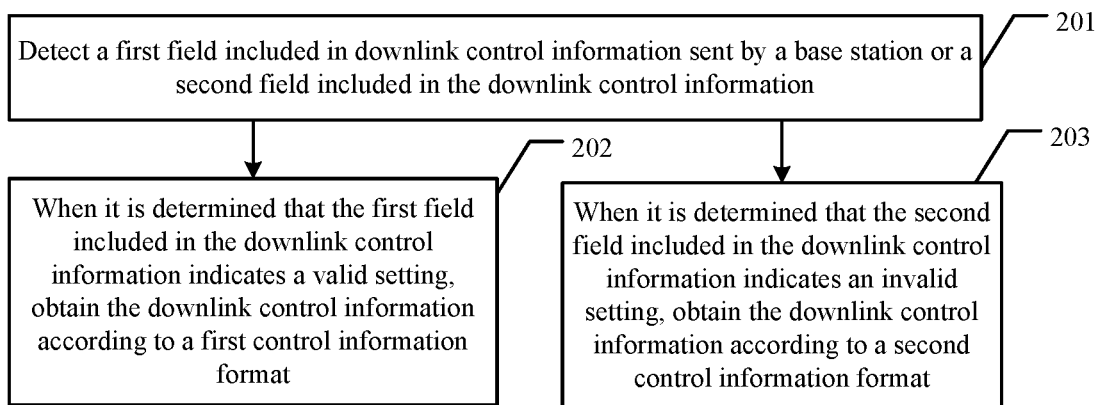 201
Detect a first field included in downlink control information sent by a base station or a
second field included in the downlink control information
202
When it is determined that the first field
included in the downlink control
information indicates a valid setting,
obtain the downlink control information
according to a first control information
format
203
When it is determined that the second
field included in the downlink control
information indicates an invalid
setting, obtain the downlink control
information according to a second
control information format